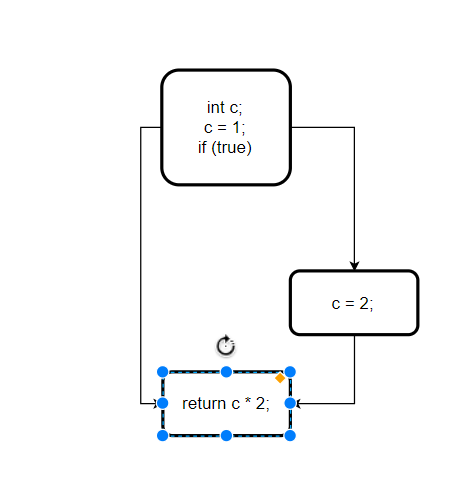 int c;
c = 1;
if (true)
c = 2;
return c * 2;